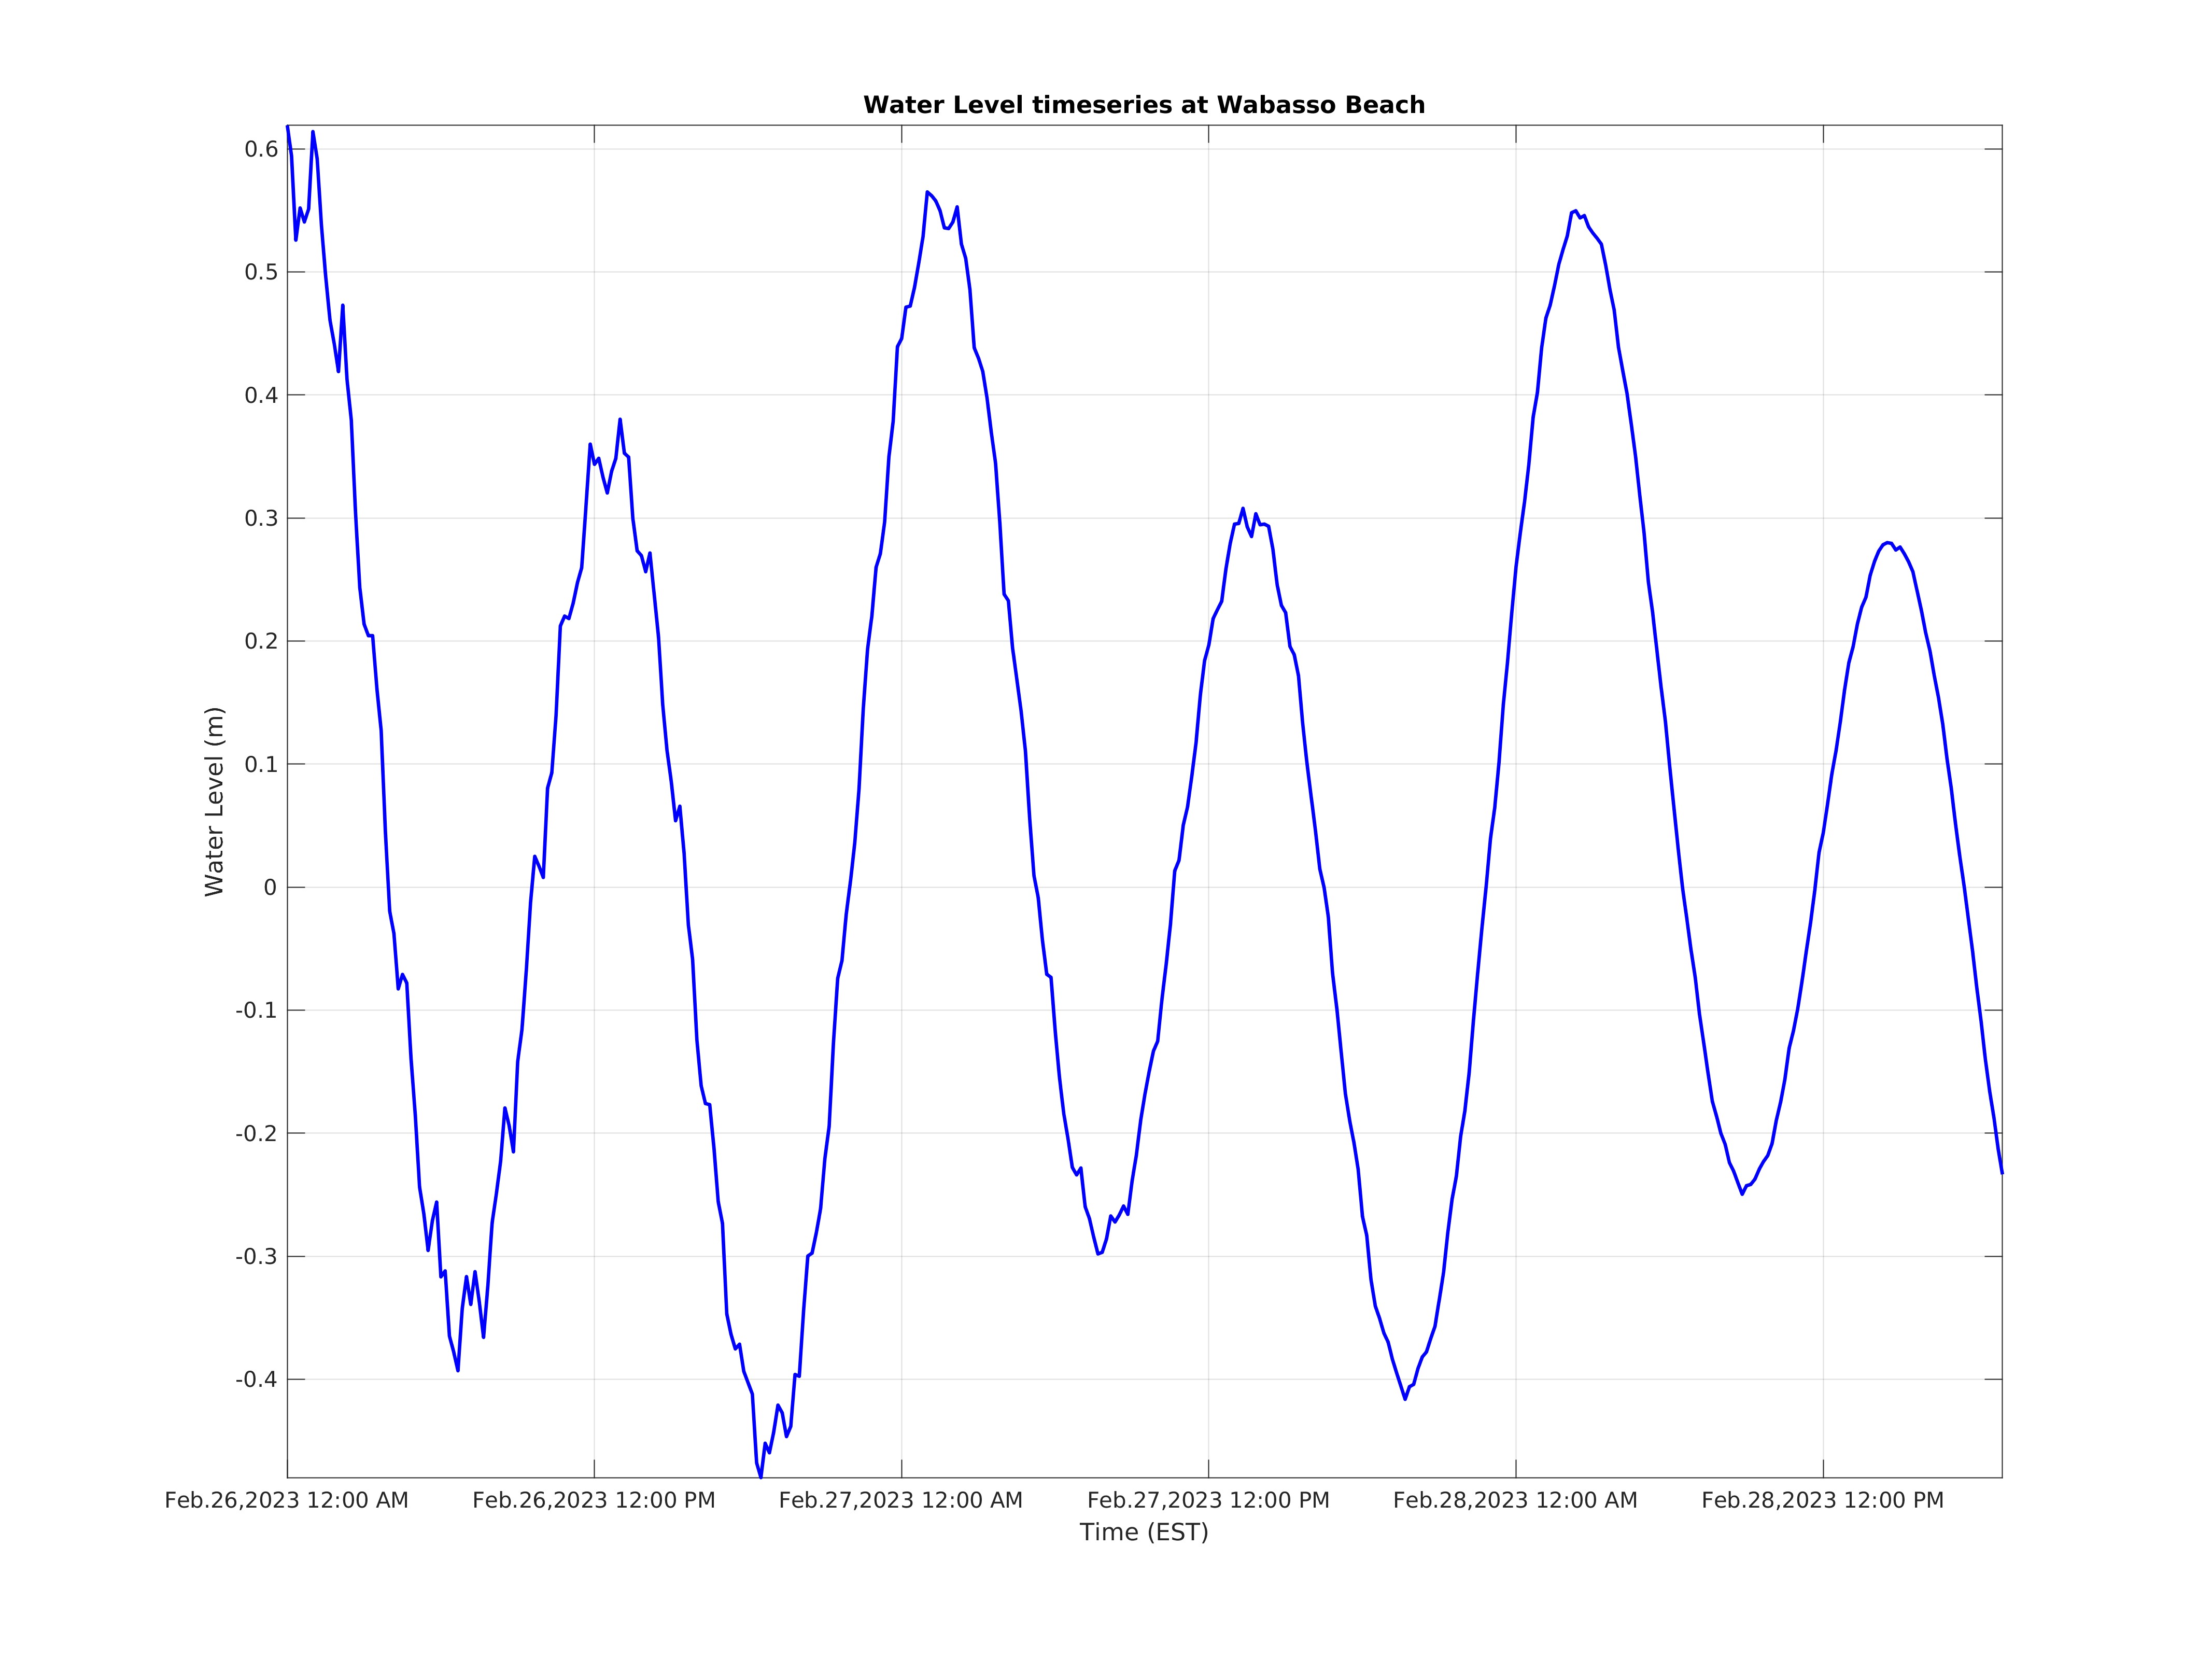 Water Level timeseries at Wabasso Beach
0.6
0.5
0.4
0.3
0.2
0.1
0
-0.1
-0.2
-0.3
-0.4
Water Level (m)
Feb.26,2023 12:00 AM Feb.26,2023 12:00 PM Feb.27,2023 12:00 AM Feb.27,2023 12:00 PM Feb.28,2023 12:00 AM Feb.28,2023 12:00 PM
Time (EST)